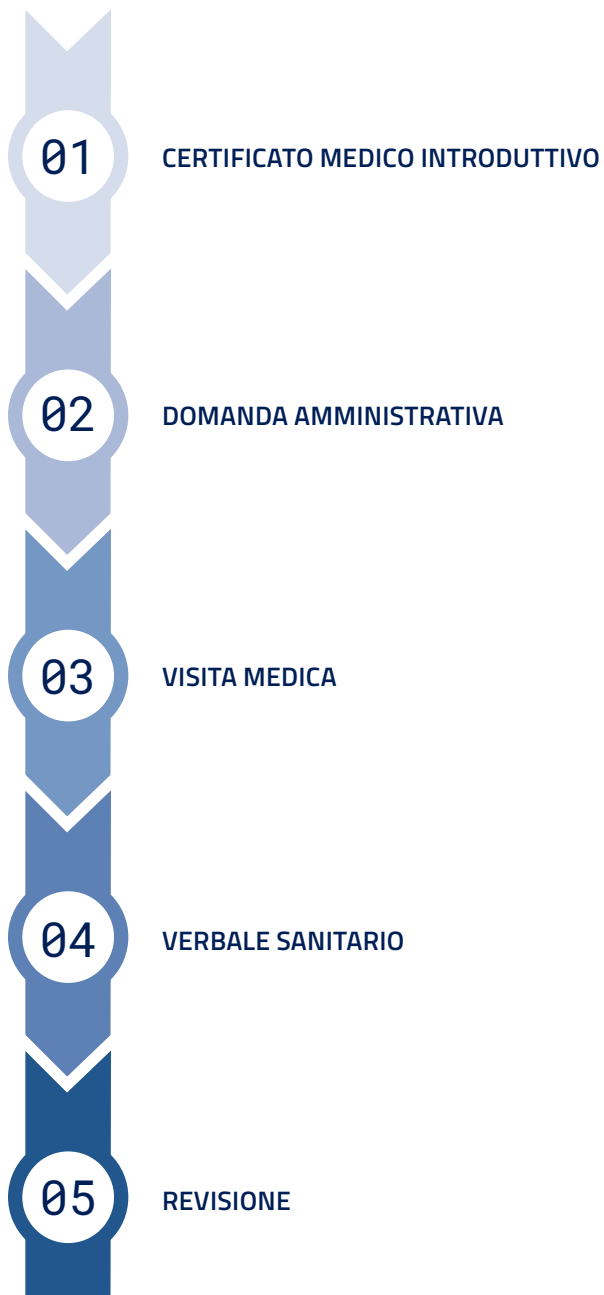 01
CERTIFICATO MEDICO INTRODUTTIVO
02
DOMANDA AMMINISTRATIVA
03
VISITA MEDICA
04
VERBALE SANITARIO
05
REVISIONE